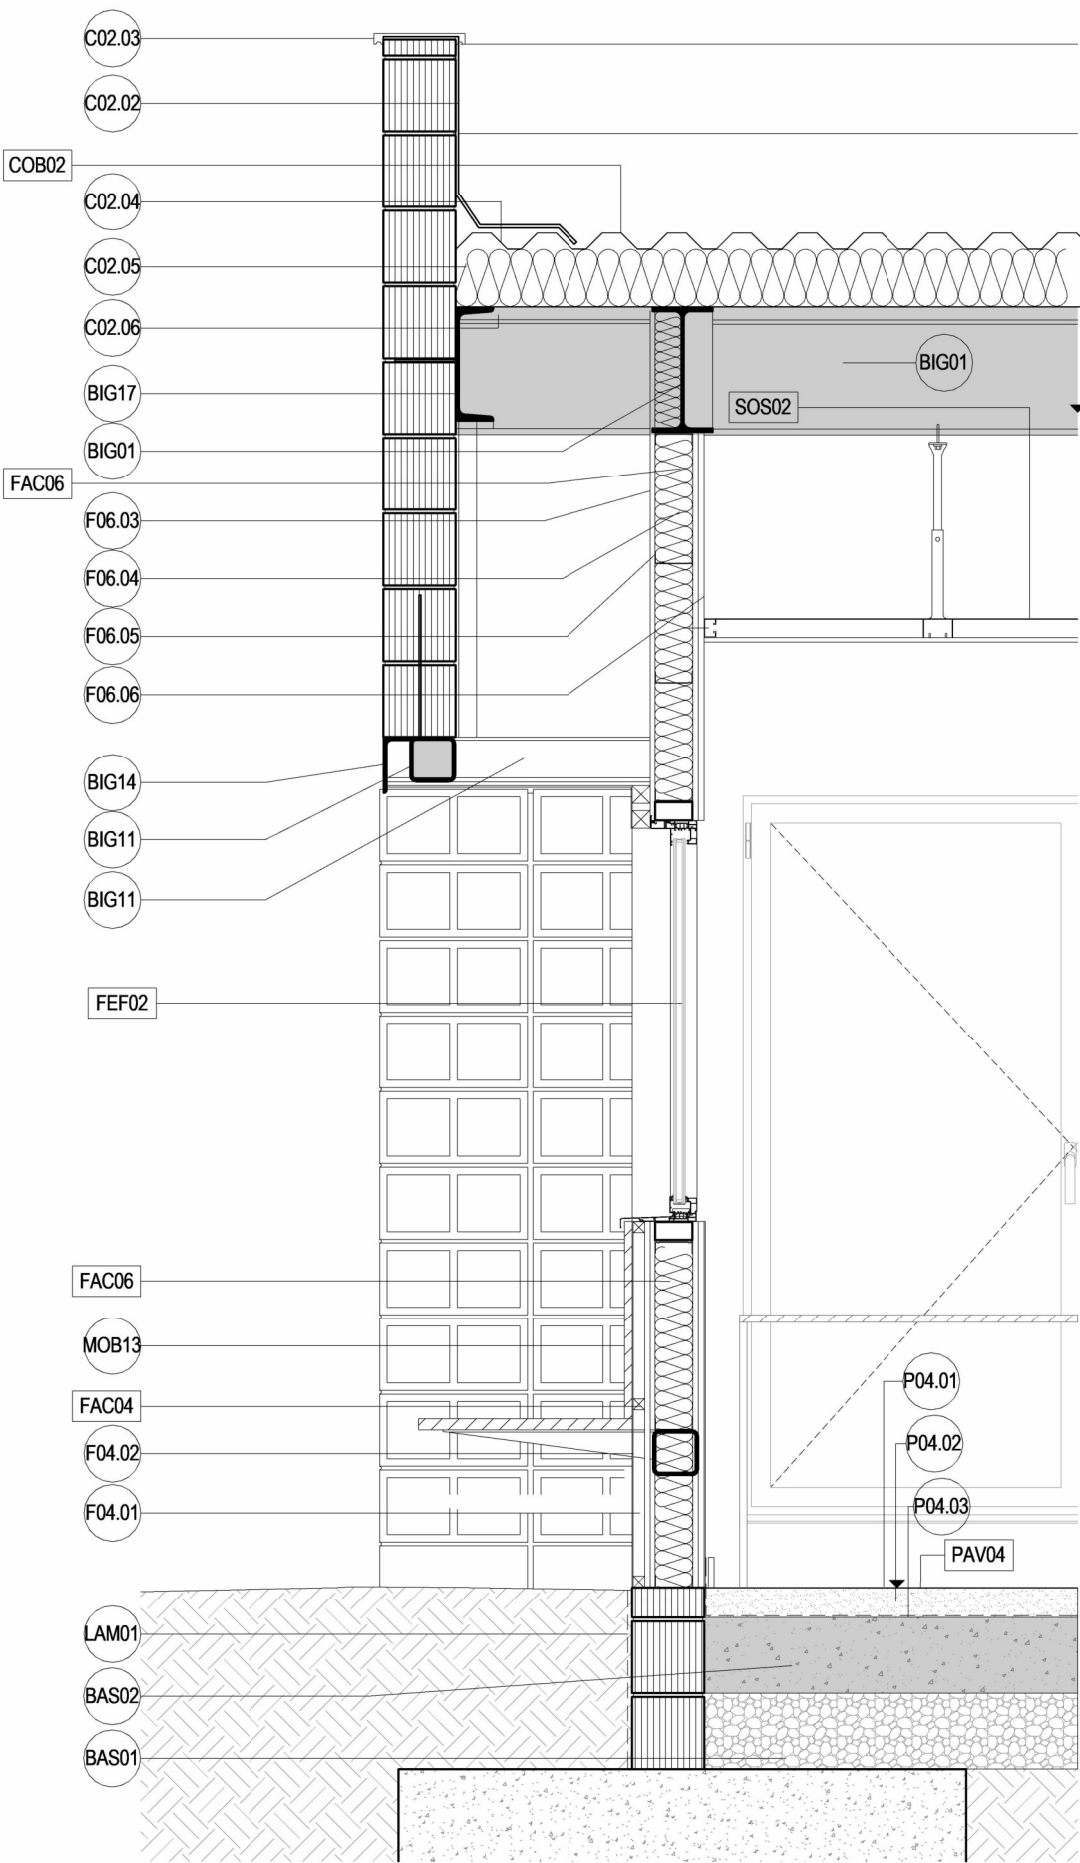 C02.03
C02.02
COB02
C02.04
C02.05
C02.06
BIG01
BIG17
SOS02
BIG01
FAC06
F06.03
F06.04
F06.05
F06.06
BIG14
BIG11
BIG11
FEF02
FAC06
MOB13
P04.01
FAC04
P04.02
F04.02
P04.03
F04.01
PAV04
LAM01
BAS02
BAS01